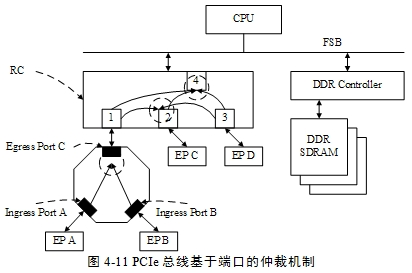 CPU
FSB
RC
4
DDR Controller
1
2
3
DDR
SDRAM
Egress Port C
EP C
EP D
Ingress Port A
Ingress Port B
EP A
EP B
图 4-11 PCIe 总线基于端口的仲裁机制